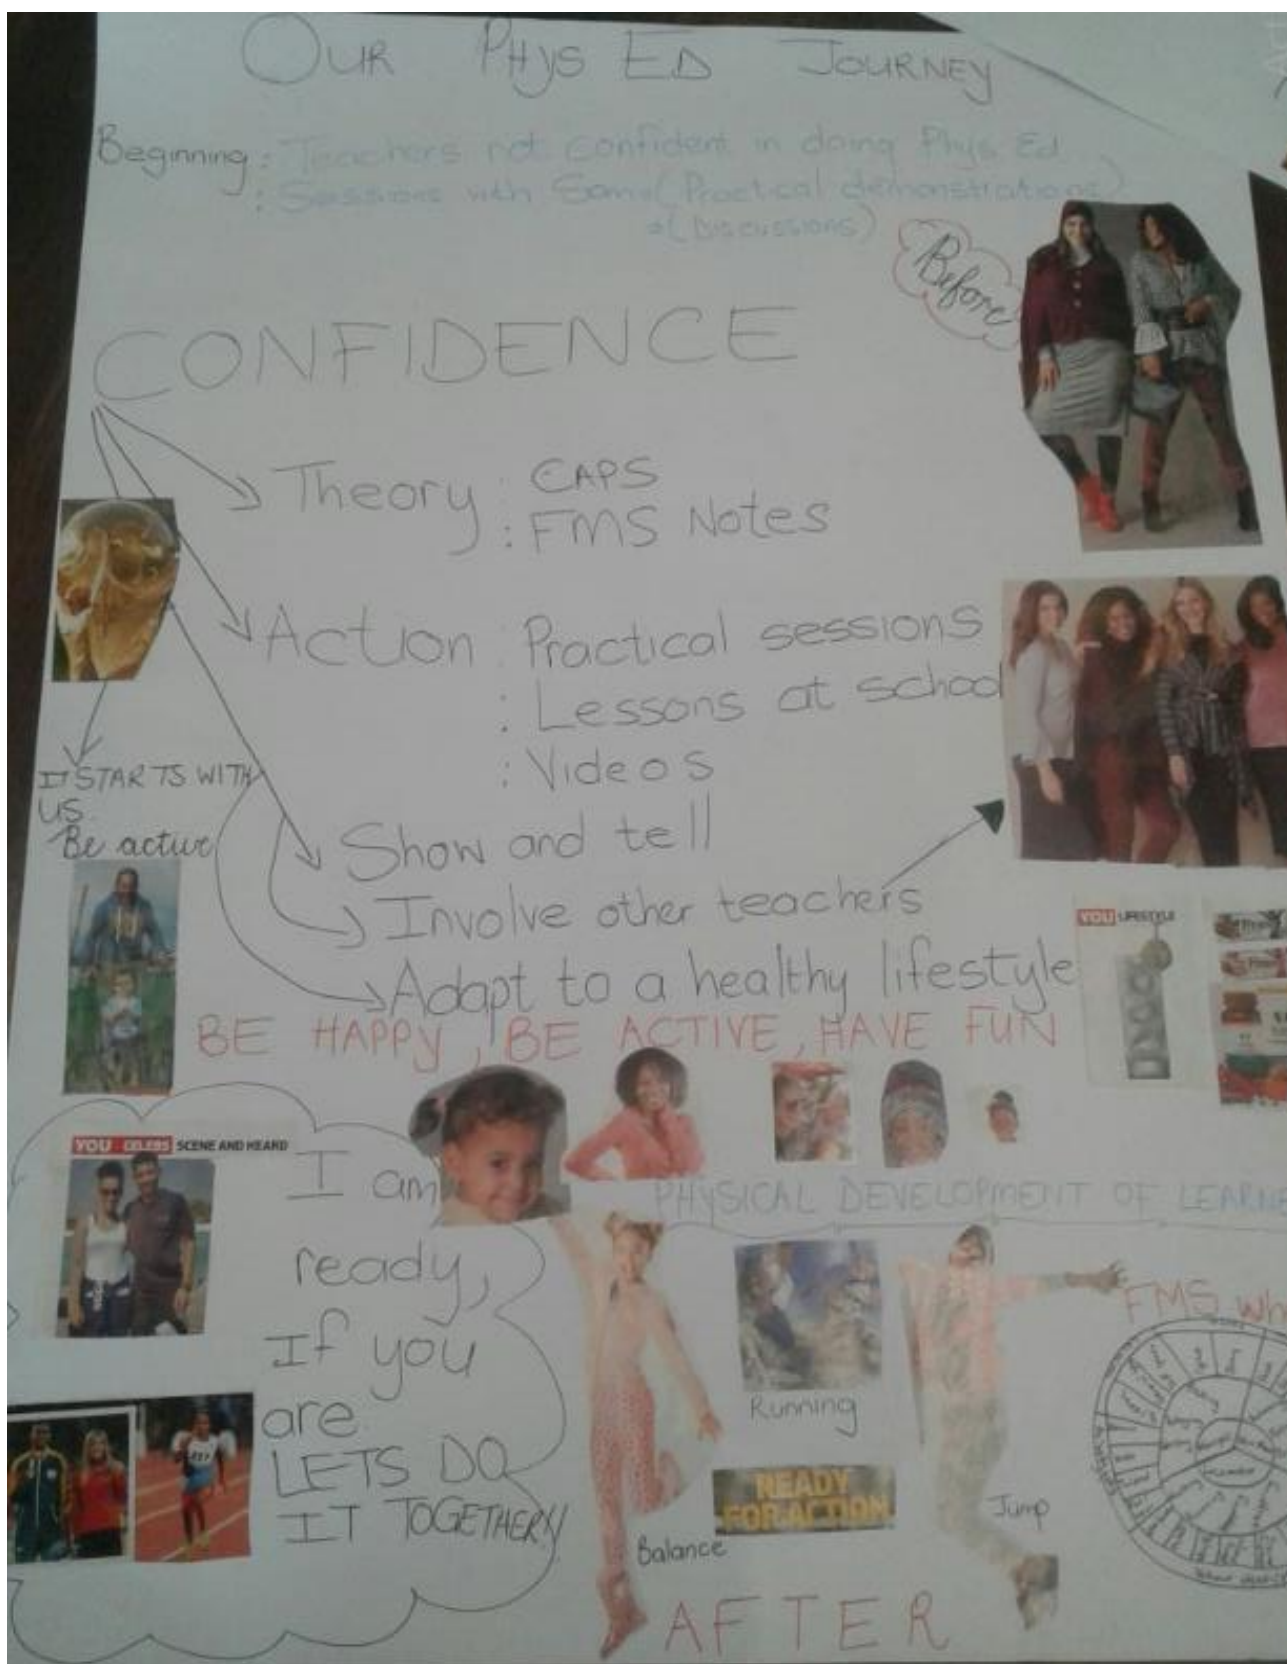 OUR PHYS ED JOURNEY
Beginning : Teachers not confident in doing Phys Ed
: Sessions with Sam (Practical demonstrations)
(Discussions)
Before
CONFIDENCE
Theory : CAPS
: FMS Notes
Action : Practical sessions
: Lessons at school
: Videos
IT STARTS WITH
US.
Be active
Show and tell
Involve other teachers
Adapt to a healthy lifestyle
YOU LIFESTYLE
BE HAPPY, BE ACTIVE, HAVE FUN
YOU CELEBS SCENE AND HEARD
I am
ready,
If you
are.
LETS DO
IT TOGETHER!
PHYSICAL DEVELOPMENT OF LEARNE
FMS Wh
Running
READY
FOR ACTION
Jump
Balance
AFTER